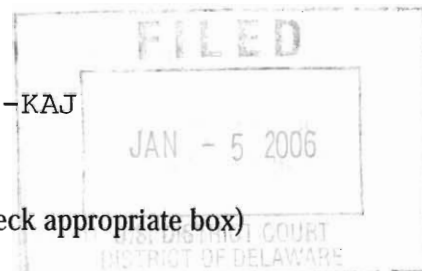 FILED
-KAJ
JAN - 5 2006
eck appropriate box)
U.S. DISTRICT COURT
DISTRICT OF DELAWARE